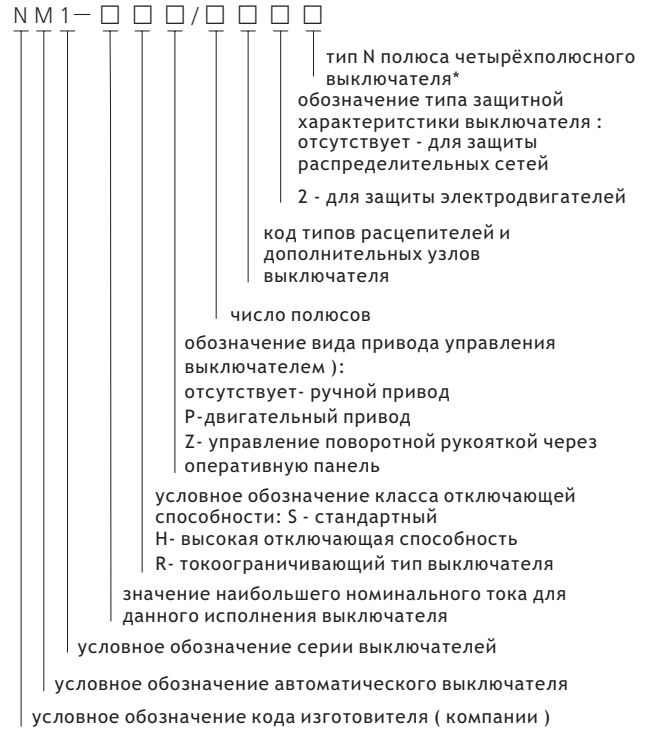 NM1—□□□/□□□□
тип N полюса четырёхполюсного
выключателя*
обозначение типа защитной
характеритстики выключателя :
отсутствует - для защиты
распределительных сетей
2 - для защиты электродвигателей
код типов расцепителей и
дополнительных узлов
выключателя
число полюсов
обозначение вида привода управления
выключателем ):
отсутствует- ручной привод
P-двигательный привод
Z- управление поворотной рукояткой через
оперативную панель
условное обозначение класса отключающей
способности: S - стандартный
H- высокая отключающая способность
R- токоограничивающий тип выключателя
значение наибольшего номинального тока для
данного исполнения выключателя
условное обозначение серии выключателей
условное обозначение автоматического выключателя
условное обозначение кода изготовителя ( компании )